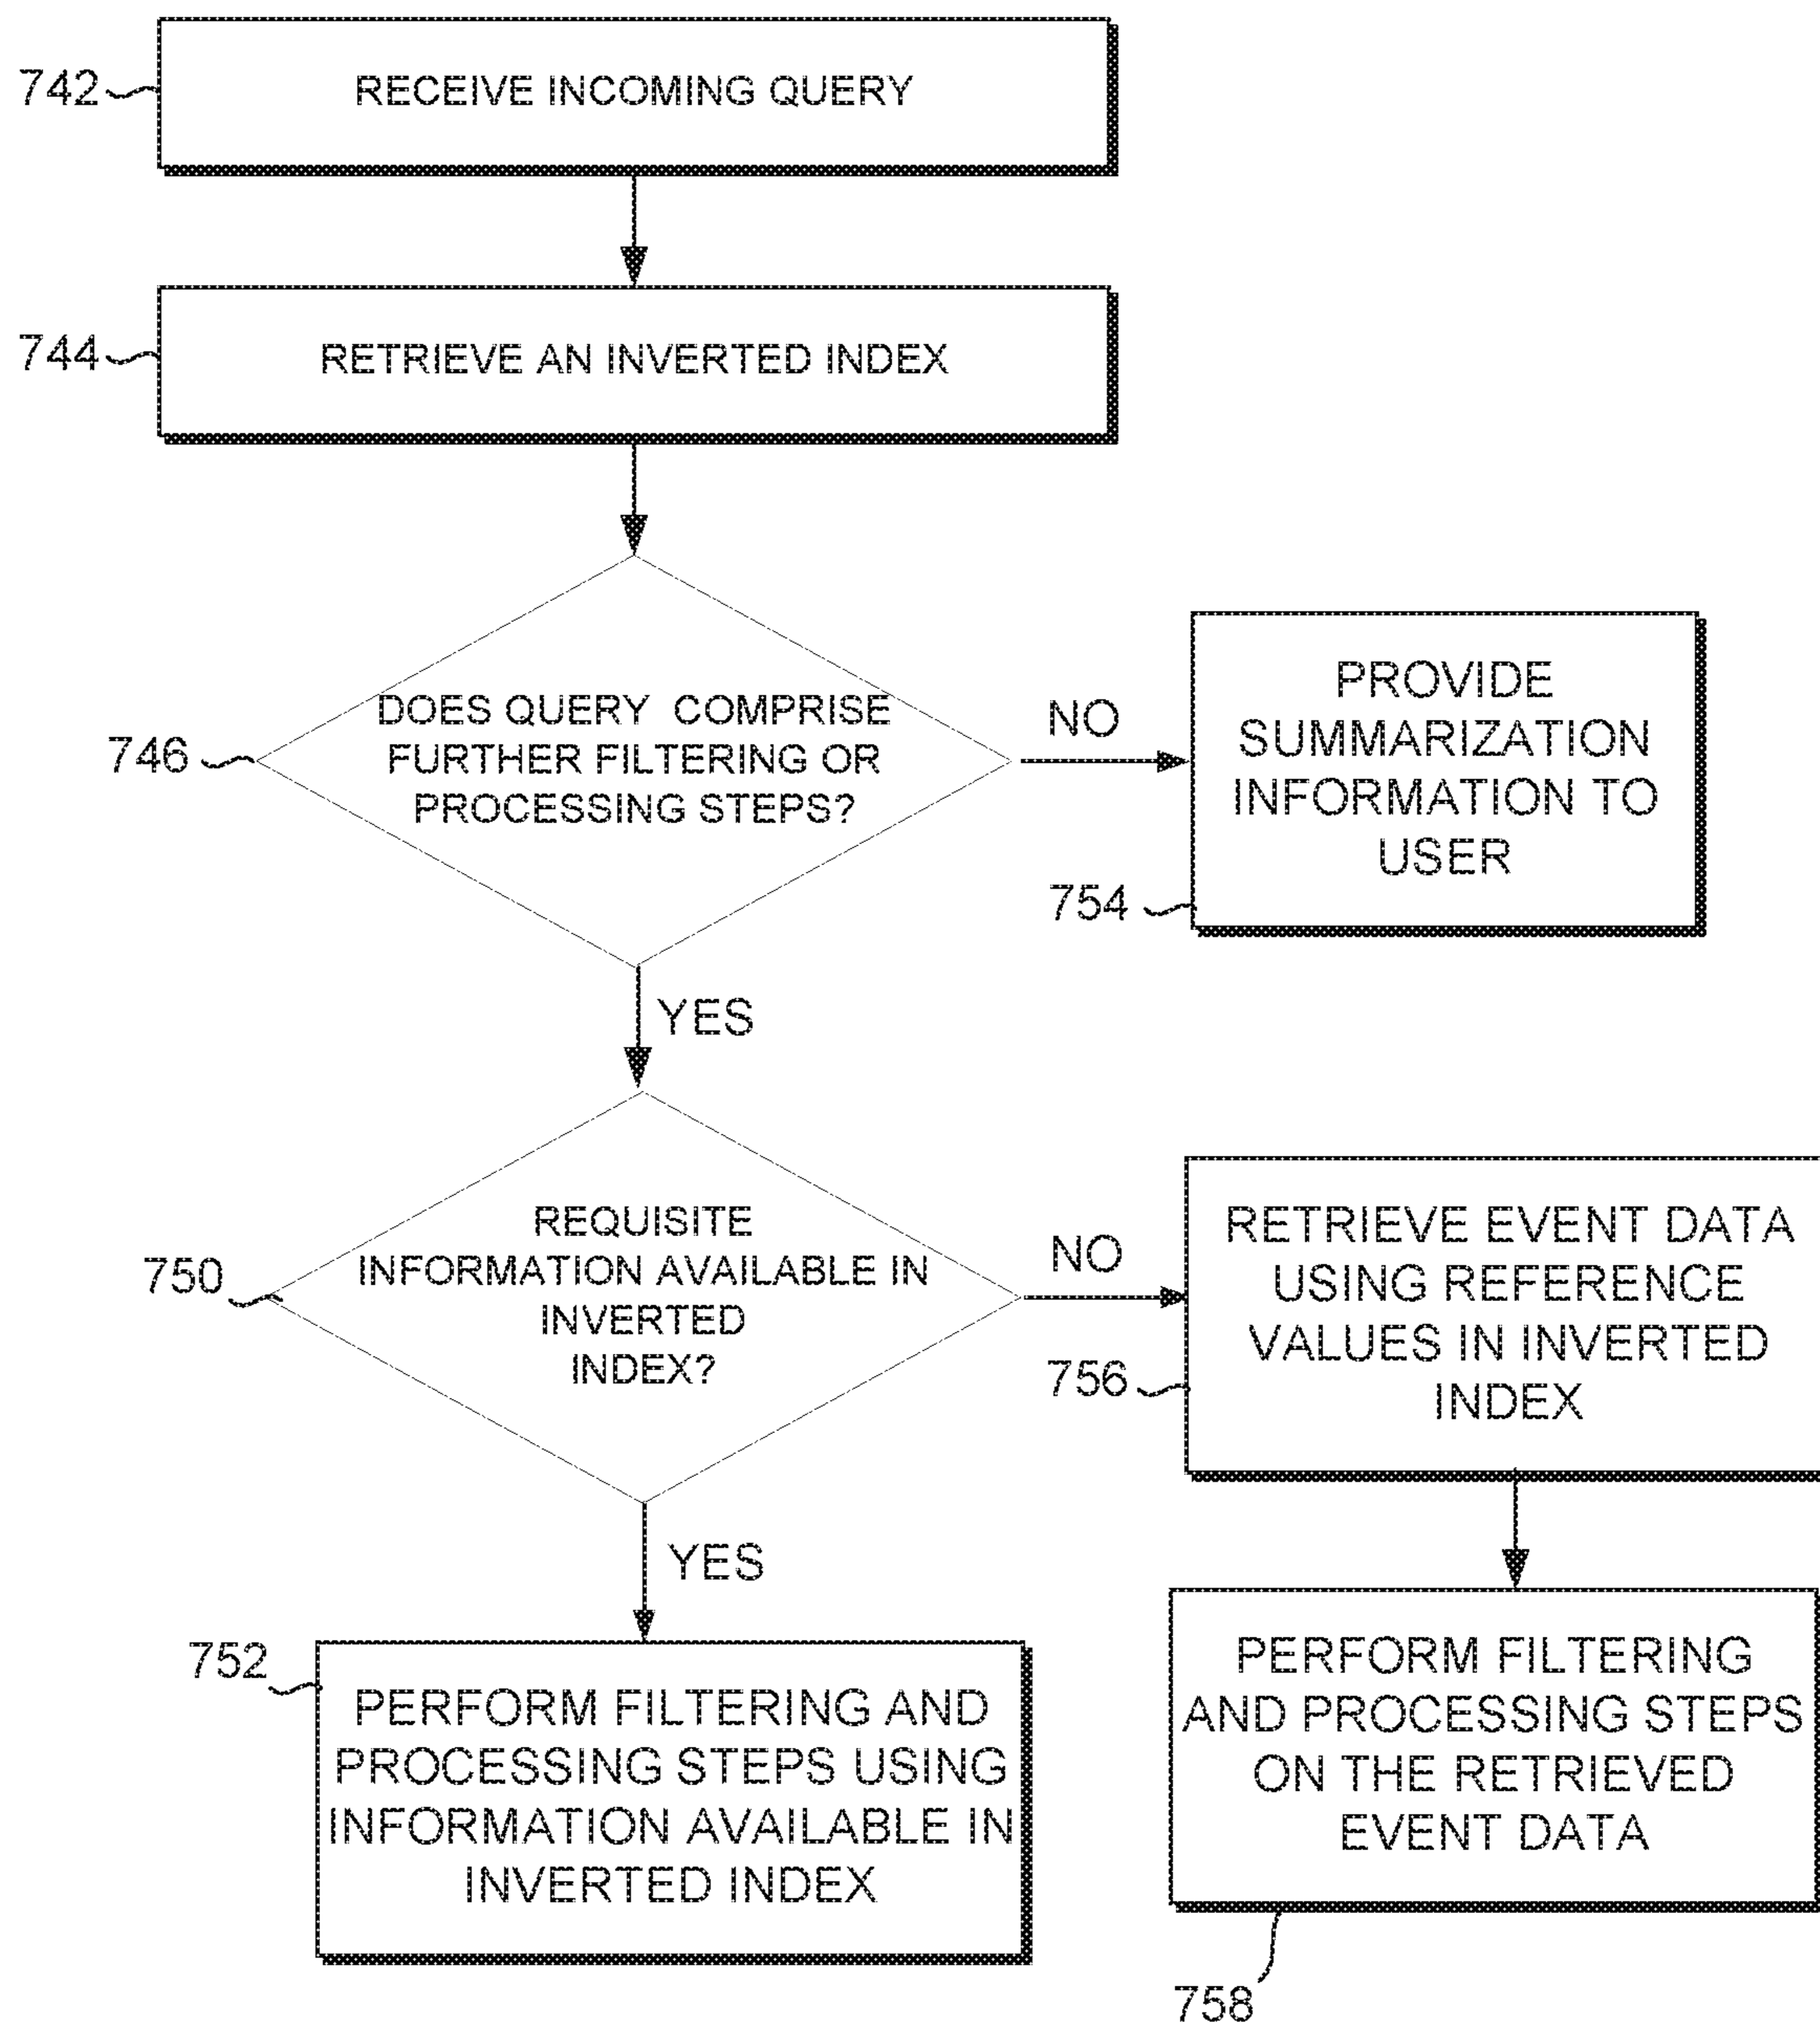 742
RECEIVE INCOMING QUERY
744
RETRIEVE AN INVERTED INDEX
746
DOES QUERY COMPRISE
FURTHER FILTERING OR
PROCESSING STEPS?
NO
PROVIDE
SUMMARIZATION
INFORMATION TO
USER
754
YES
750
REQUISITE
INFORMATION AVAILABLE IN
INVERTED
INDEX?
NO
RETRIEVE EVENT DATA
USING REFERENCE
VALUES IN INVERTED
INDEX
756
YES
752
PERFORM FILTERING AND
PROCESSING STEPS USING
INFORMATION AVAILABLE IN
INVERTED INDEX
PERFORM FILTERING
AND PROCESSING STEPS
ON THE RETRIEVED
EVENT DATA
758